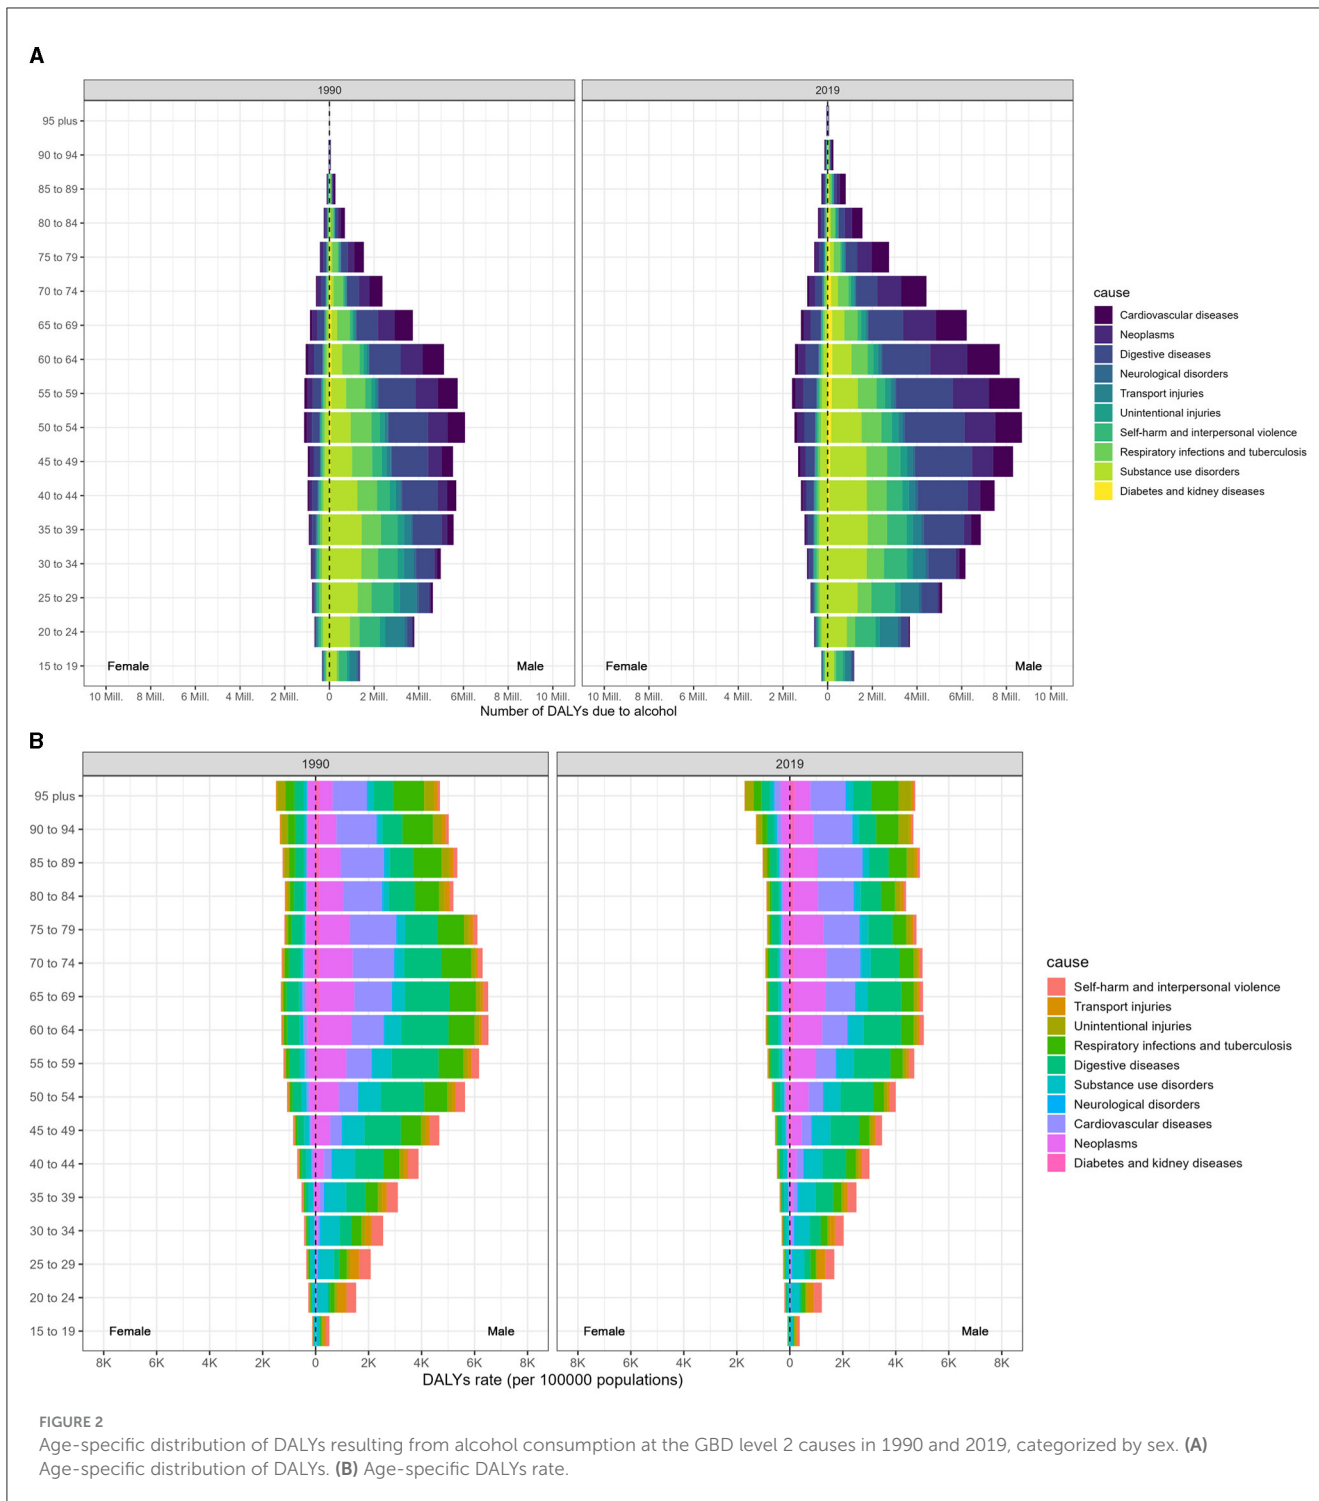 A
1990
2019
95 plus
90 to 94
85 to 89
80 to 84
75 to 79
70 to 74
65 to 69
60 to 64
55 to 59
50 to 54
45 to 49
40 to 44
35 to 39
30 to 34
25 to 29
20 to 24
15 to 19
Female
Male
Female
Male
10 Mill. 8 Mill. 6 Mill. 4 Mill. 2 Mill. 0 2 Mill. 4Mill. 6Mill. 8 Mill. 10 Mill.
10 Mill. 8 Mill. 6 Mill. 4 Mill. 2 Mill. 0 2 Mill. 4Mill. 6Mill. 8 Mill. 10 Mill.
Number of DALYs due to alcohol
cause
Cardiovascular diseases
Neoplasms
Digestive diseases
Neurological disorders
Transport injuries
Unintentional injuries
Self-harm and interpersonal violence
Respiratory infections and tuberculosis
Substance use disorders
Diabetes and kidney diseases
B
1990
2019
95 plus
90 to 94
85 to 89
80 to 84
75 to 79
70 to 74
65 to 69
60 to 64
55 to 59
50 to 54
45 to 49
40 to 44
35 to 39
30 to 34
25 to 29
20 to 24
15 to 19
Female
Male
Female
Male
8K 6K 4K 2K 0 2K 4K 6K 8K
8K 6K 4K 2K 0 2K 4K 6K 8K
DALYs rate (per 100000 populations)
cause
Self-harm and interpersonal violence
Transport injuries
Unintentional injuries
Respiratory infections and tuberculosis
Digestive diseases
Substance use disorders
Neurological disorders
Cardiovascular diseases
Neoplasms
Diabetes and kidney diseases
FIGURE 2
Age-specific distribution of DALYs resulting from alcohol consumption at the GBD level 2 causes in 1990 and 2019, categorized by sex. (A)
Age-specific distribution of DALYs. (B) Age-specific DALYs rate.